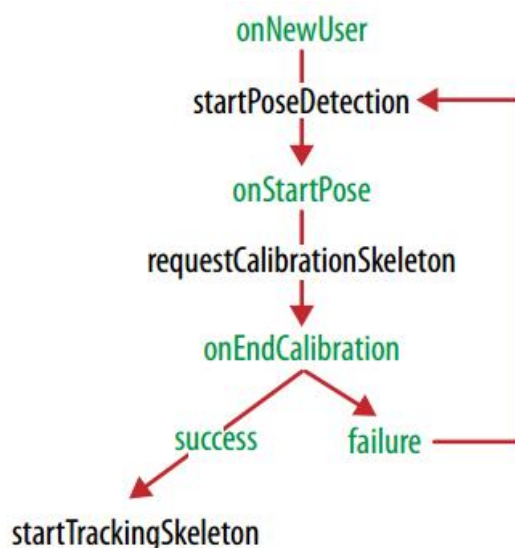 onNewUser
startPoseDetection
onStartPose
requestCalibrationSkeleton
onEndCalibration
success
failure
startTrackingSkeleton